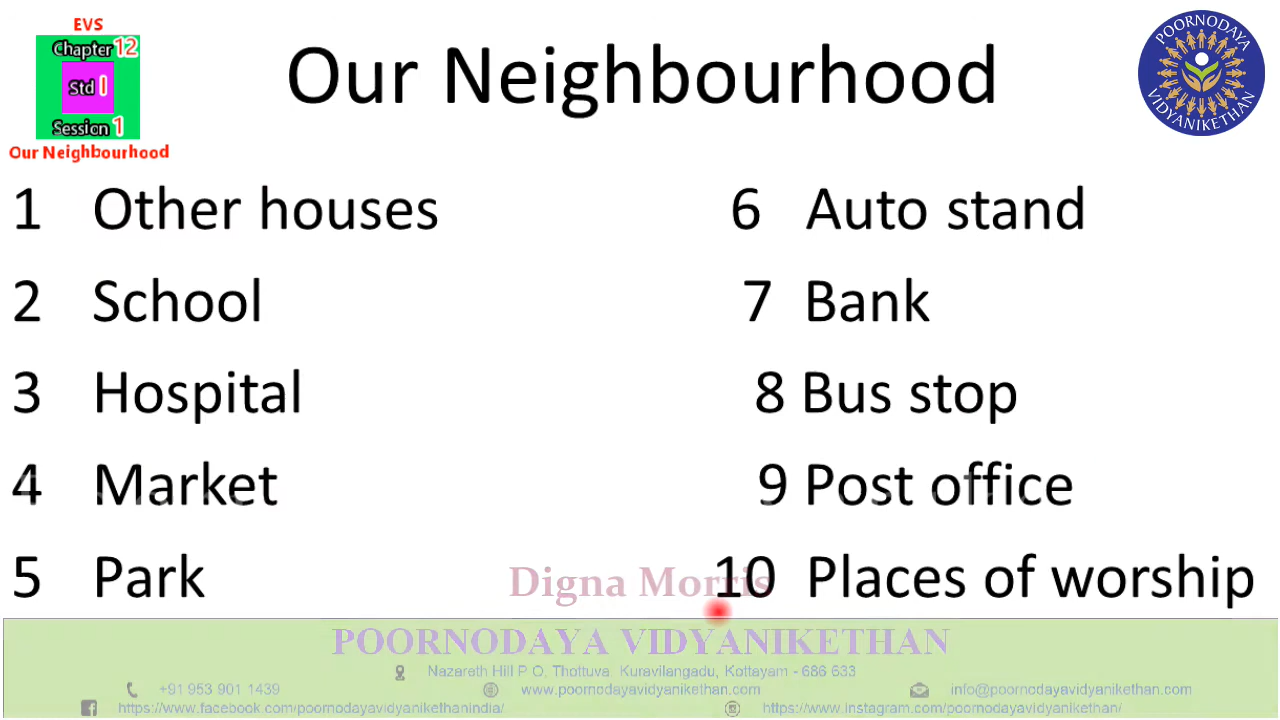 EVS
Chapter 12
Std I
Session 1
Our Neighbourhood
Our Neighbourhood
POORNODAYA
VIDYANIKETHAN
1 Other houses
2 School
3 Hospital
4 Market
5 Park
6 Auto stand
7 Bank
8 Bus stop
9 Post office
10 Places of worship
Digna Morris
POORNODAYA VIDYANIKETHAN
Nazareth Hill P O, Thottuva. Kuravilangadu, Kottayam - 686 633
+91 953 901 1439
www.poornodayavidyanikethan.com
info@poornodayavidyanikethan.com
https://www.facebook.com/poornodayavidyanikethanindia/
https://www.instagram.com/poornodayavidyanikethan/